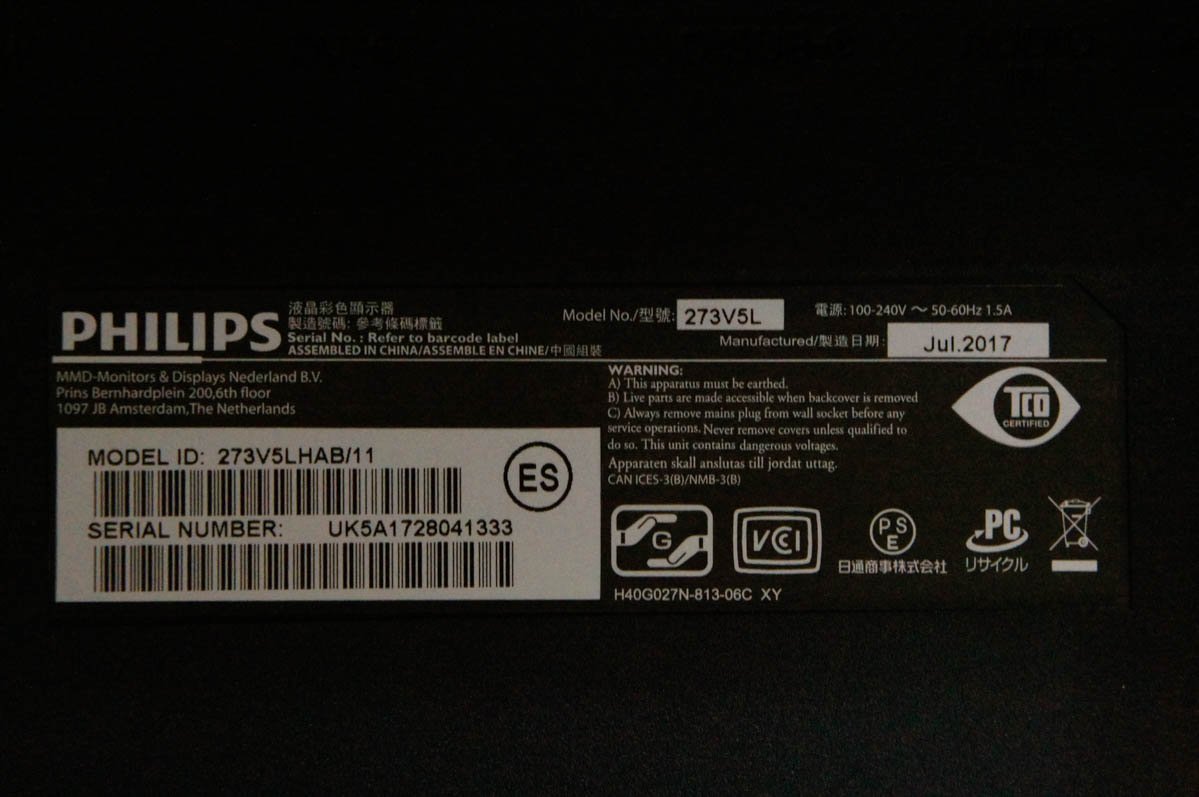 PHILIPS
液晶彩色顯示器
製造號碼: 參考條碼標籤
Serial No. : Refer to barcode label
ASSEMBLED IN CHINA/ASSEMBLE EN CHINE/中國組裝
Model No./型號: 273V5L
電源: 100-240V ～ 50-60Hz 1.5A
Manufactured/製造日期: Jul.2017
MMD-Monitors & Displays Nederland B.V.
Prins Bernhardplein 200,6th floor
1097 JB Amsterdam,The Netherlands
MODEL ID: 273V5LHAB/11
ES
SERIAL NUMBER: UK5A1728041333
WARNING:
A) This apparatus must be earthed.
B) Live parts are made accessible when backcover is removed
C) Always remove mains plug from wall socket before any
service operations. Never remove covers unless qualified to
do so. This unit contains dangerous voltages.
Apparaten skall anslutas till jordat uttag.
CAN ICES-3(B)/NMB-3(B)
TCO
CERTIFIED
G
VCCI
PS
E
日通商事株式会社
PC
リサイクル
H40G027N-813-06C XY